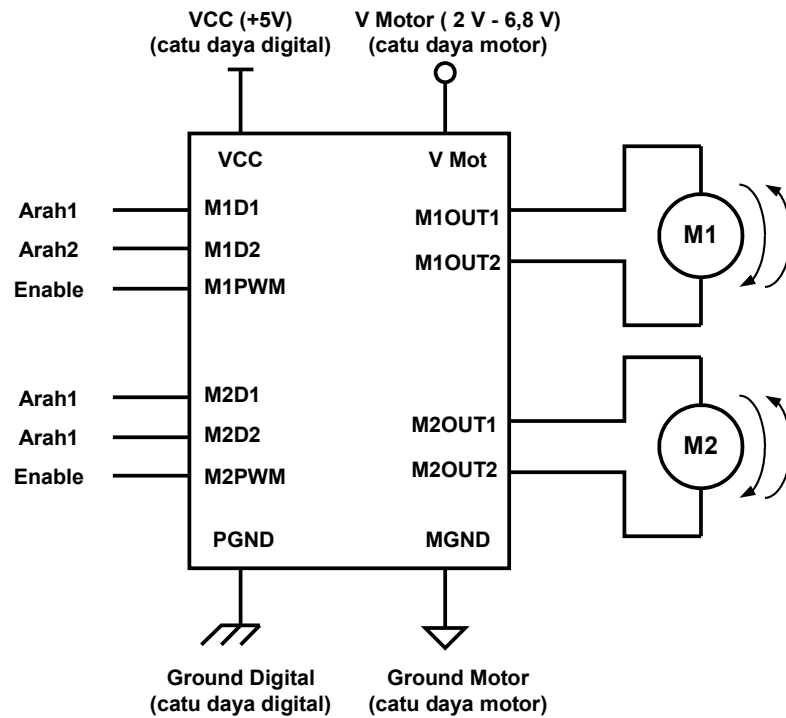 VCC (+5V)
(catu daya digital)
V Motor ( 2 V - 6,8 V)
(catu daya motor)
VCC
V Mot
Arah1
M1D1
Arah2
M1D2
Enable
M1PWM
M1OUT1
M1OUT2
M1
Arah1
M2D1
Arah1
M2D2
Enable
M2PWM
M2OUT1
M2OUT2
M2
PGND
MGND
Ground Digital
(catu daya digital)
Ground Motor
(catu daya motor)